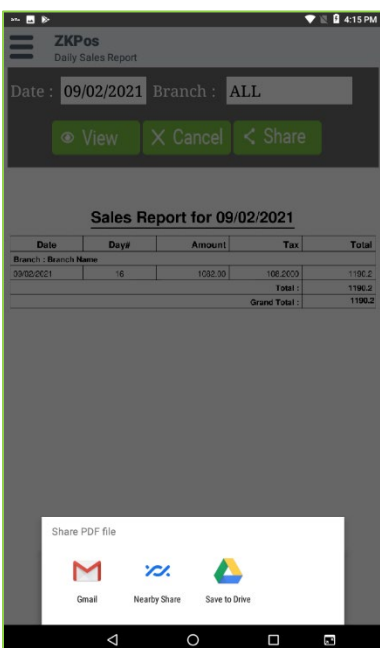 4:15 PM
ZKPos
Daily Sales Report
Date : 09/02/2021 Branch : ALL
View Cancel Share
Sales Report for 09/02/2021
Date Day# Amount Tax Total
Branch : Branch Name
09/02/2021 16 1082.00 108.2000 1190.2
Total : 1190.2
Grand Total : 1190.2
Share PDF file
Gmail Nearby Share Save to Drive